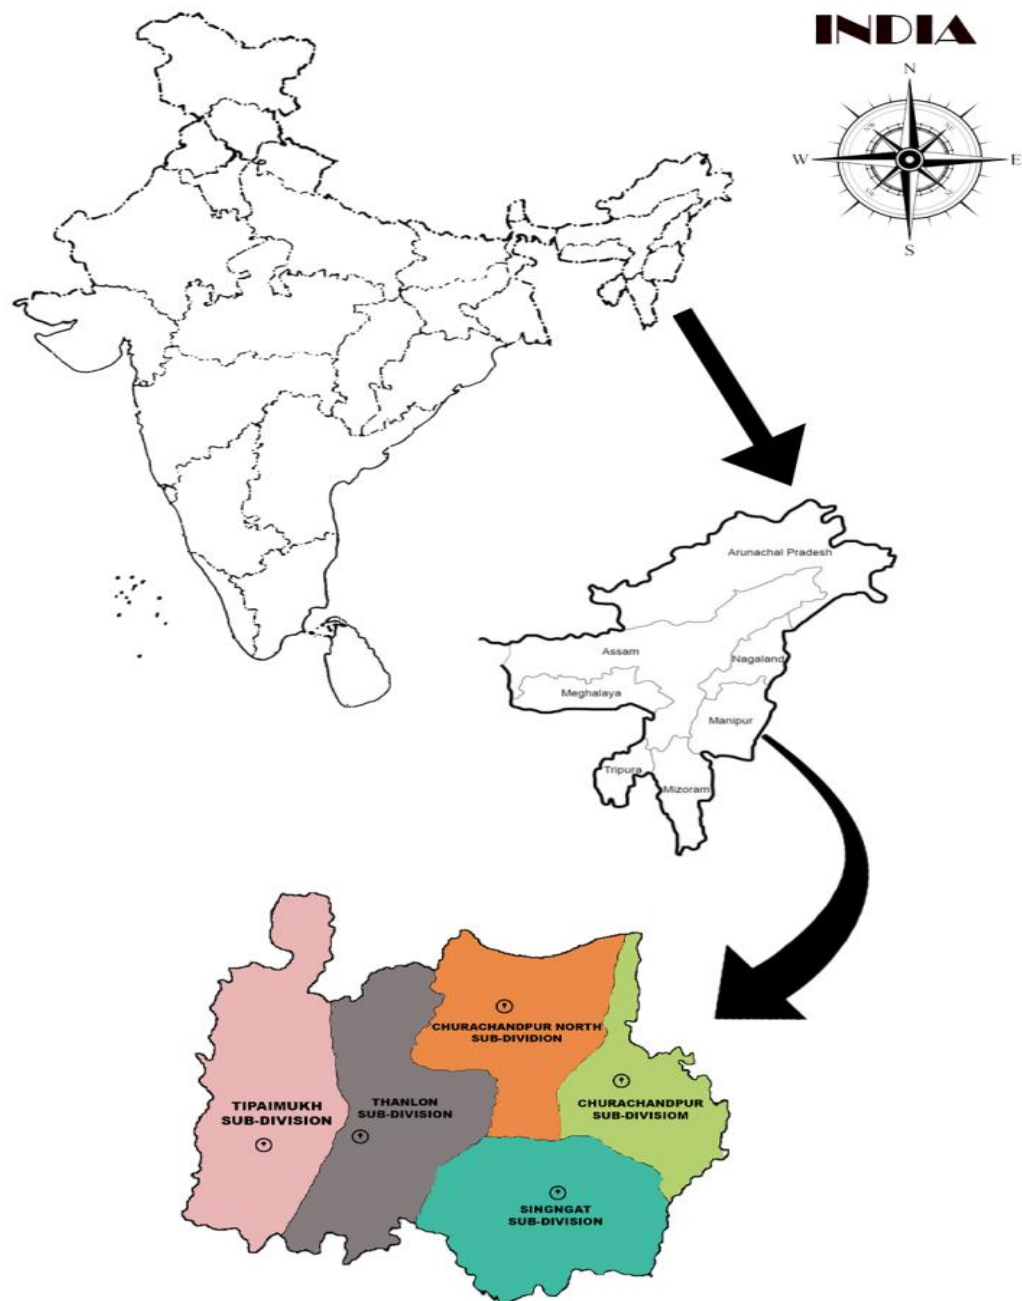 INDIA
N
W
E
S
Arunachal Pradesh
Assam
Nagaland
Meghalaya
Manipur
Tripura
Mizoram
CHURACHANDPUR NORTH
SUB-DIVIDION
TIPAIMUKH
SUB-DIVISION
THANLON
SUB-DIVISION
CHURACHANDPUR
SUB-DIVISIOM
SINGNGAT
SUB-DIVISION